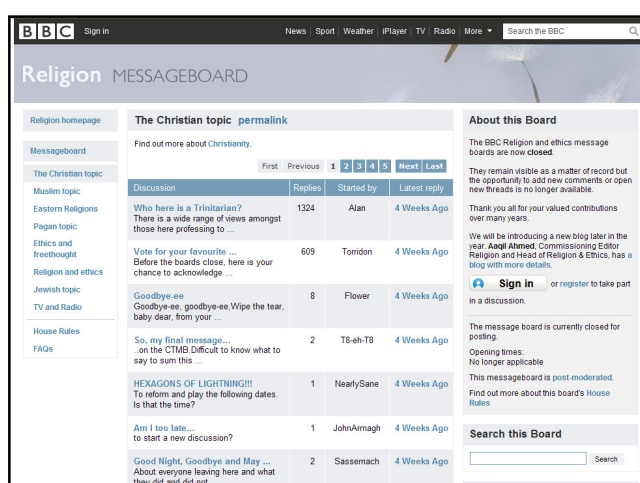 BBC Sign in News Sport Weather iPlayer TV Radio More Search the BBC
Religion MESSAGEBOARD
Religion homepage
Messageboard
The Christian topic
Muslim topic
Eastern Religions
Pagan topic
Ethics and
freethought
Religion and ethics
Jewish topic
TV and Radio
House Rules
FAQs
The Christian topic permalink
Find out more about Christianity.
First Previous 1 2 3 4 5 Next Last
Discussion Replies Started by Latest reply
Who here is a Trinitarian? 1324 Alan 4 Weeks Ago
There is a wide range of views amongst
those here professing to ...
Vote for your favourite ... 609 Torridon 4 Weeks Ago
Before the boards close, here is your
chance to acknowledge ...
Goodbye-ee 8 Flower 4 Weeks Ago
Goodbye-ee, goodbye-ee,Wipe the tear,
baby dear, from your ...
So, my final message... 2 T8-eh-T8 4 Weeks Ago
..on the CTMB.Difficult to know what to
say to sum this ...
HEXAGONS OF LIGHTNING!!! 1 NearlySane 4 Weeks Ago
To reform and play the following dates.
Is that the time?
Am I too late... 1 JohnArmagh 4 Weeks Ago
to start a new discussion?
Good Night, Goodbye and May ... 2 Sassernach 4 Weeks Ago
About everyone leaving here and what
they did and did not
About this Board
The BBC Religion and ethics message
boards are now closed.
They remain visible as a matter of record but
the opportunity to add new comments or open
new threads is no longer available.
Thank you all for your valued contributions
over many years.
We will be introducing a new blog later in the
year. Aaqil Ahmed, Commissioning Editor
Religion and Head of Religion & Ethics, has a
blog with more details.
Sign in or register to take part
in a discussion.
The message board is currently closed for
posting.
Opening times:
No longer applicable
This messageboard is post-moderated.
Find out more about this board's House
Rules
Search this Board
Search